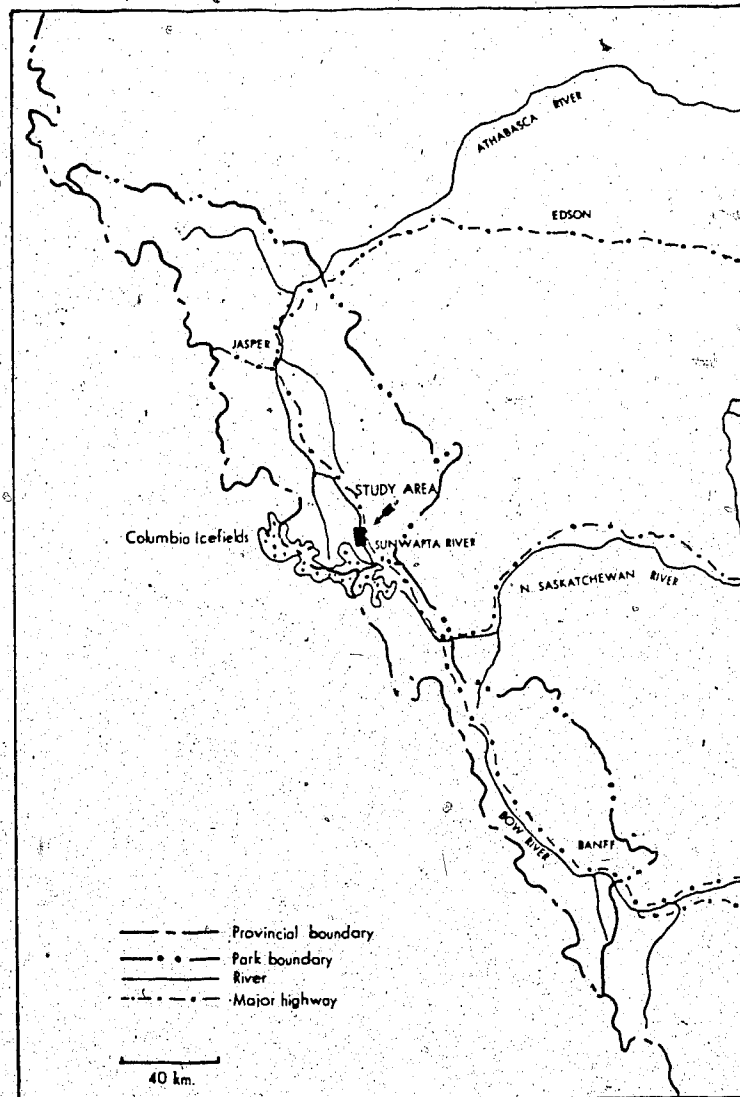 ATHABASCA RIVER
EDSON
JASPER
STUDY AREA
Columbia Icefields
SUNWAPTA RIVER
N. SASKATCHEWAN RIVER
BOW RIVER
BANFF
Provincial boundary
Park boundary
River
Major highway
40 km.